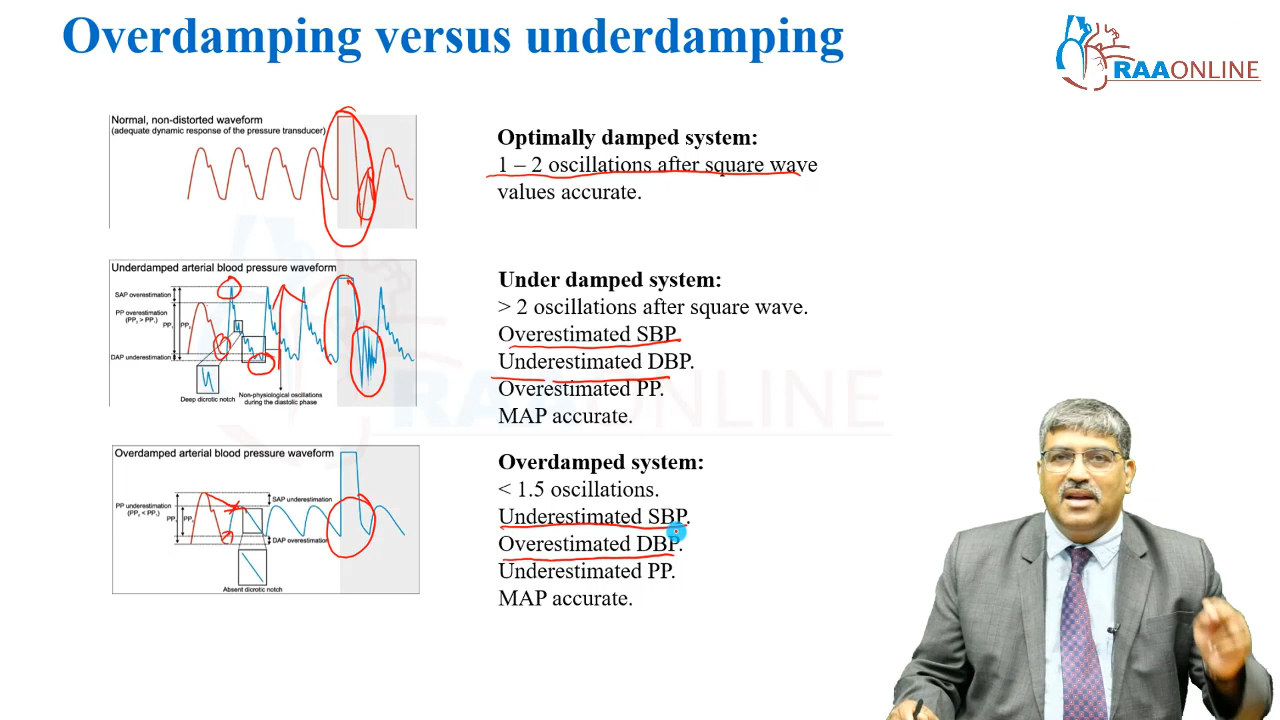 Overdamping versus underdamping
RAAONLINE
Normal, non-distorted waveform
(adequate dynamic response of the pressure transducer)
Optimally damped system:
1 – 2 oscillations after square wave
values accurate.
Underdamped arterial blood pressure waveform
SAP overestimation
PP overestimation
(PP₂ > PP₁)
PP₂
PP₁
DAP underestimation
Deep dicrotic notch
Non-physiological oscillations
during the diastolic phase
Under damped system:
> 2 oscillations after square wave.
Overestimated SBP.
Underestimated DBP.
Overestimated PP.
MAP accurate.
Overdamped arterial blood pressure waveform
SAP underestimation
PP underestimation
DAP overestimation
Absent dicrotic notch
Overdamped system:
< 1.5 oscillations.
Underestimated SBP.
Overestimated DBP.
Underestimated PP.
MAP accurate.